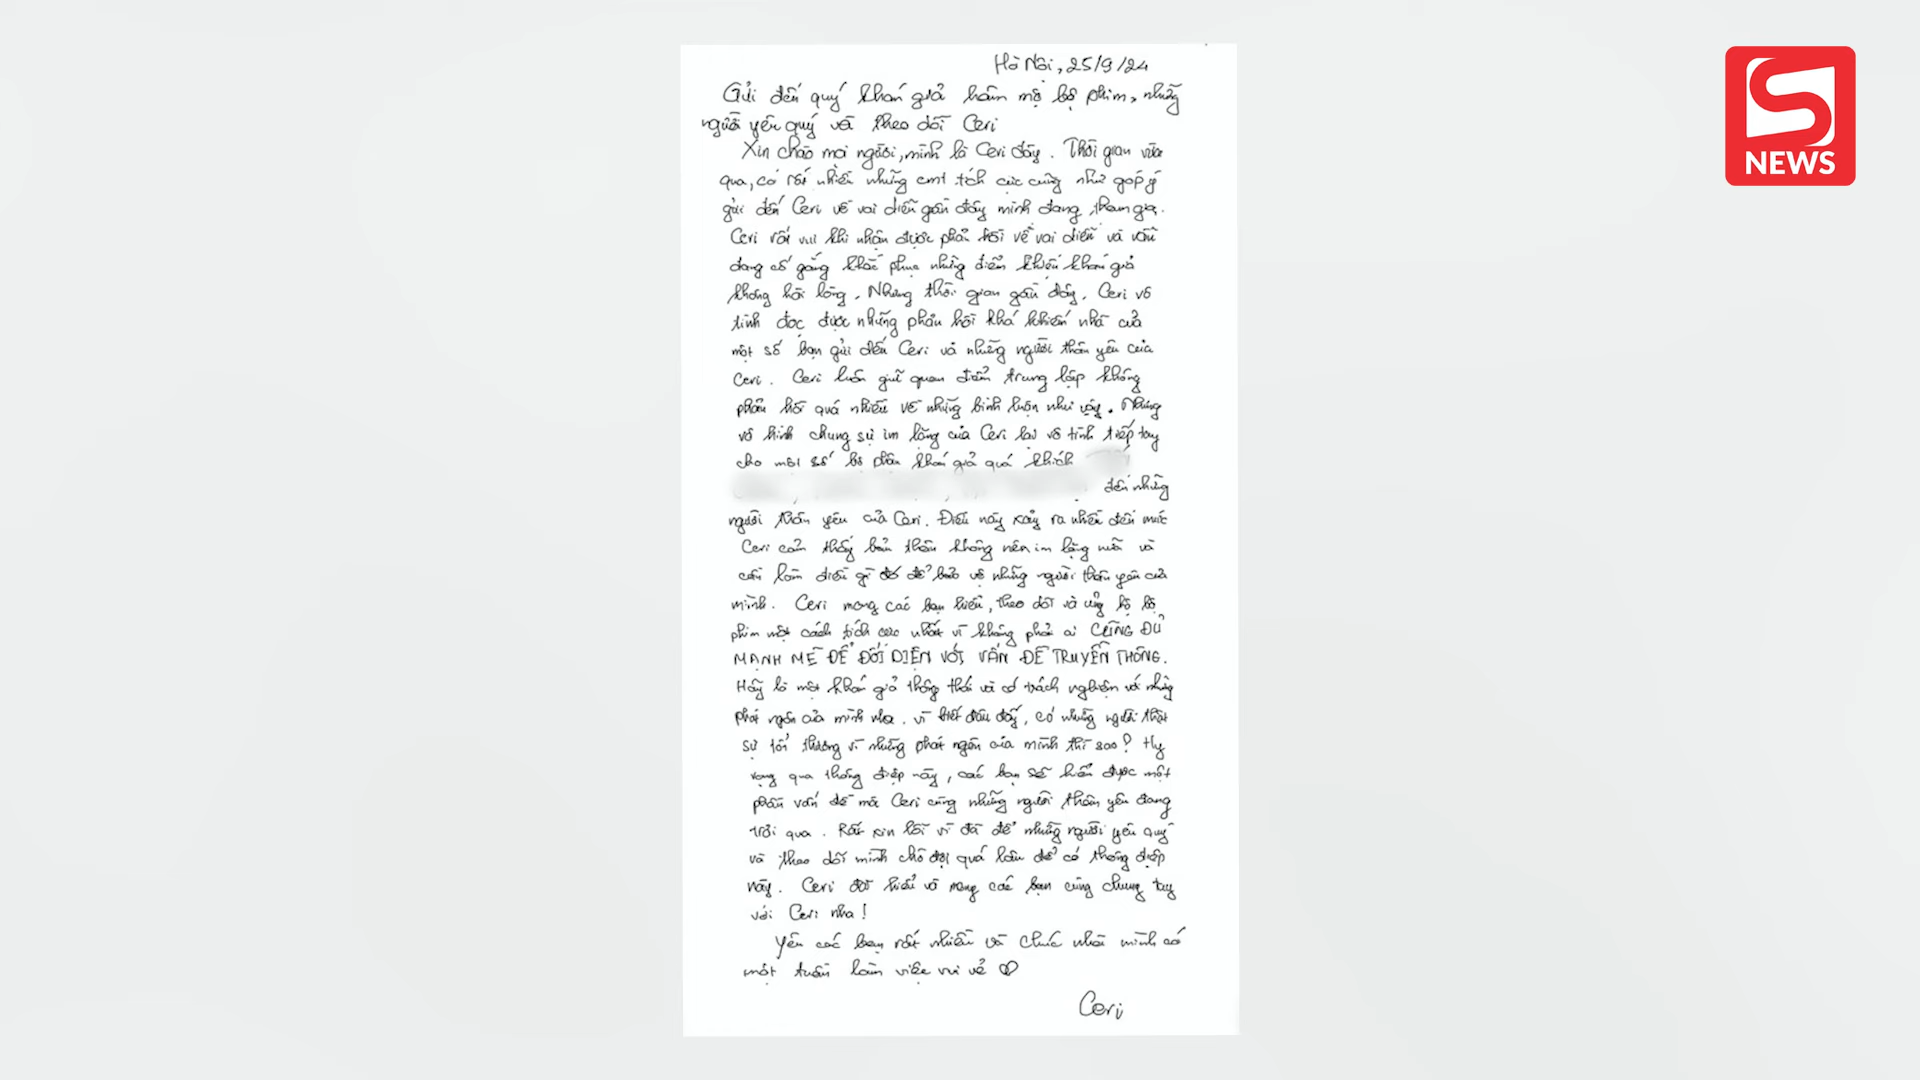 Hà Nội, 25/9/24
Gửi đến quý khán giả hâm mộ bộ phim, những
người yêu quý và theo dõi Ceri
Xin chào mọi người, mình là Ceri đây. Thời gian vừa
qua, có rất nhiều những cmt tích cực cũng như góp ý
gửi đến Ceri về vai diễn gần đây mình đang tham gia.
Ceri rất vui khi nhận được phản hồi về vai diễn và vẫn
đang cố gắng khắc phục những điểm khiến khán giả
không hài lòng. Nhưng thời gian gần đây, Ceri vô
tình đọc được những phản hồi khá khiếm nhã của
một số bạn gửi đến Ceri và những người thân yêu của
Ceri. Ceri luôn giữ quan điểm trung lập không
phản hồi quá nhiều về những bình luận như vậy. Nhưng
vô hình chung sự im lặng của Ceri lại vô tình tiếp tay
cho một số bộ phận khán giả quá khích
đến những
người thân yêu của Ceri. Điều này xảy ra nhiều đến mức
Ceri cảm thấy bản thân không nên im lặng nữa và
cần làm điều gì đó để bảo vệ những người thân yêu của
mình. Ceri mong các bạn hiểu, theo dõi và ủng hộ bộ
phim một cách tích cực nhất vì không phải ai CŨNG ĐỦ
MẠNH MẼ ĐỂ ĐỐI DIỆN VỚI VẤN ĐỀ TRUYỀN THÔNG.
Hãy là một khán giả thông thái và có trách nghiệm với những
phát ngôn của mình nha. vì biết đâu đấy, có những người thật
sự tổn thương vì những phát ngôn của mình thì sao? Hy
vọng qua thông điệp này, các bạn sẽ hiểu được một
phần vấn đề mà Ceri cùng những người thân yêu đang
trải qua. Rất xin lỗi vì đã để những người yêu quý
và theo dõi mình chờ đợi quá lâu để có thông điệp
này. Ceri đã hiểu và mong các bạn cùng chung tay
với Ceri nha!
Yêu các bạn rất nhiều và chúc nhà mình có
một tuần làm việc vui vẻ
Ceri
S
NEWS